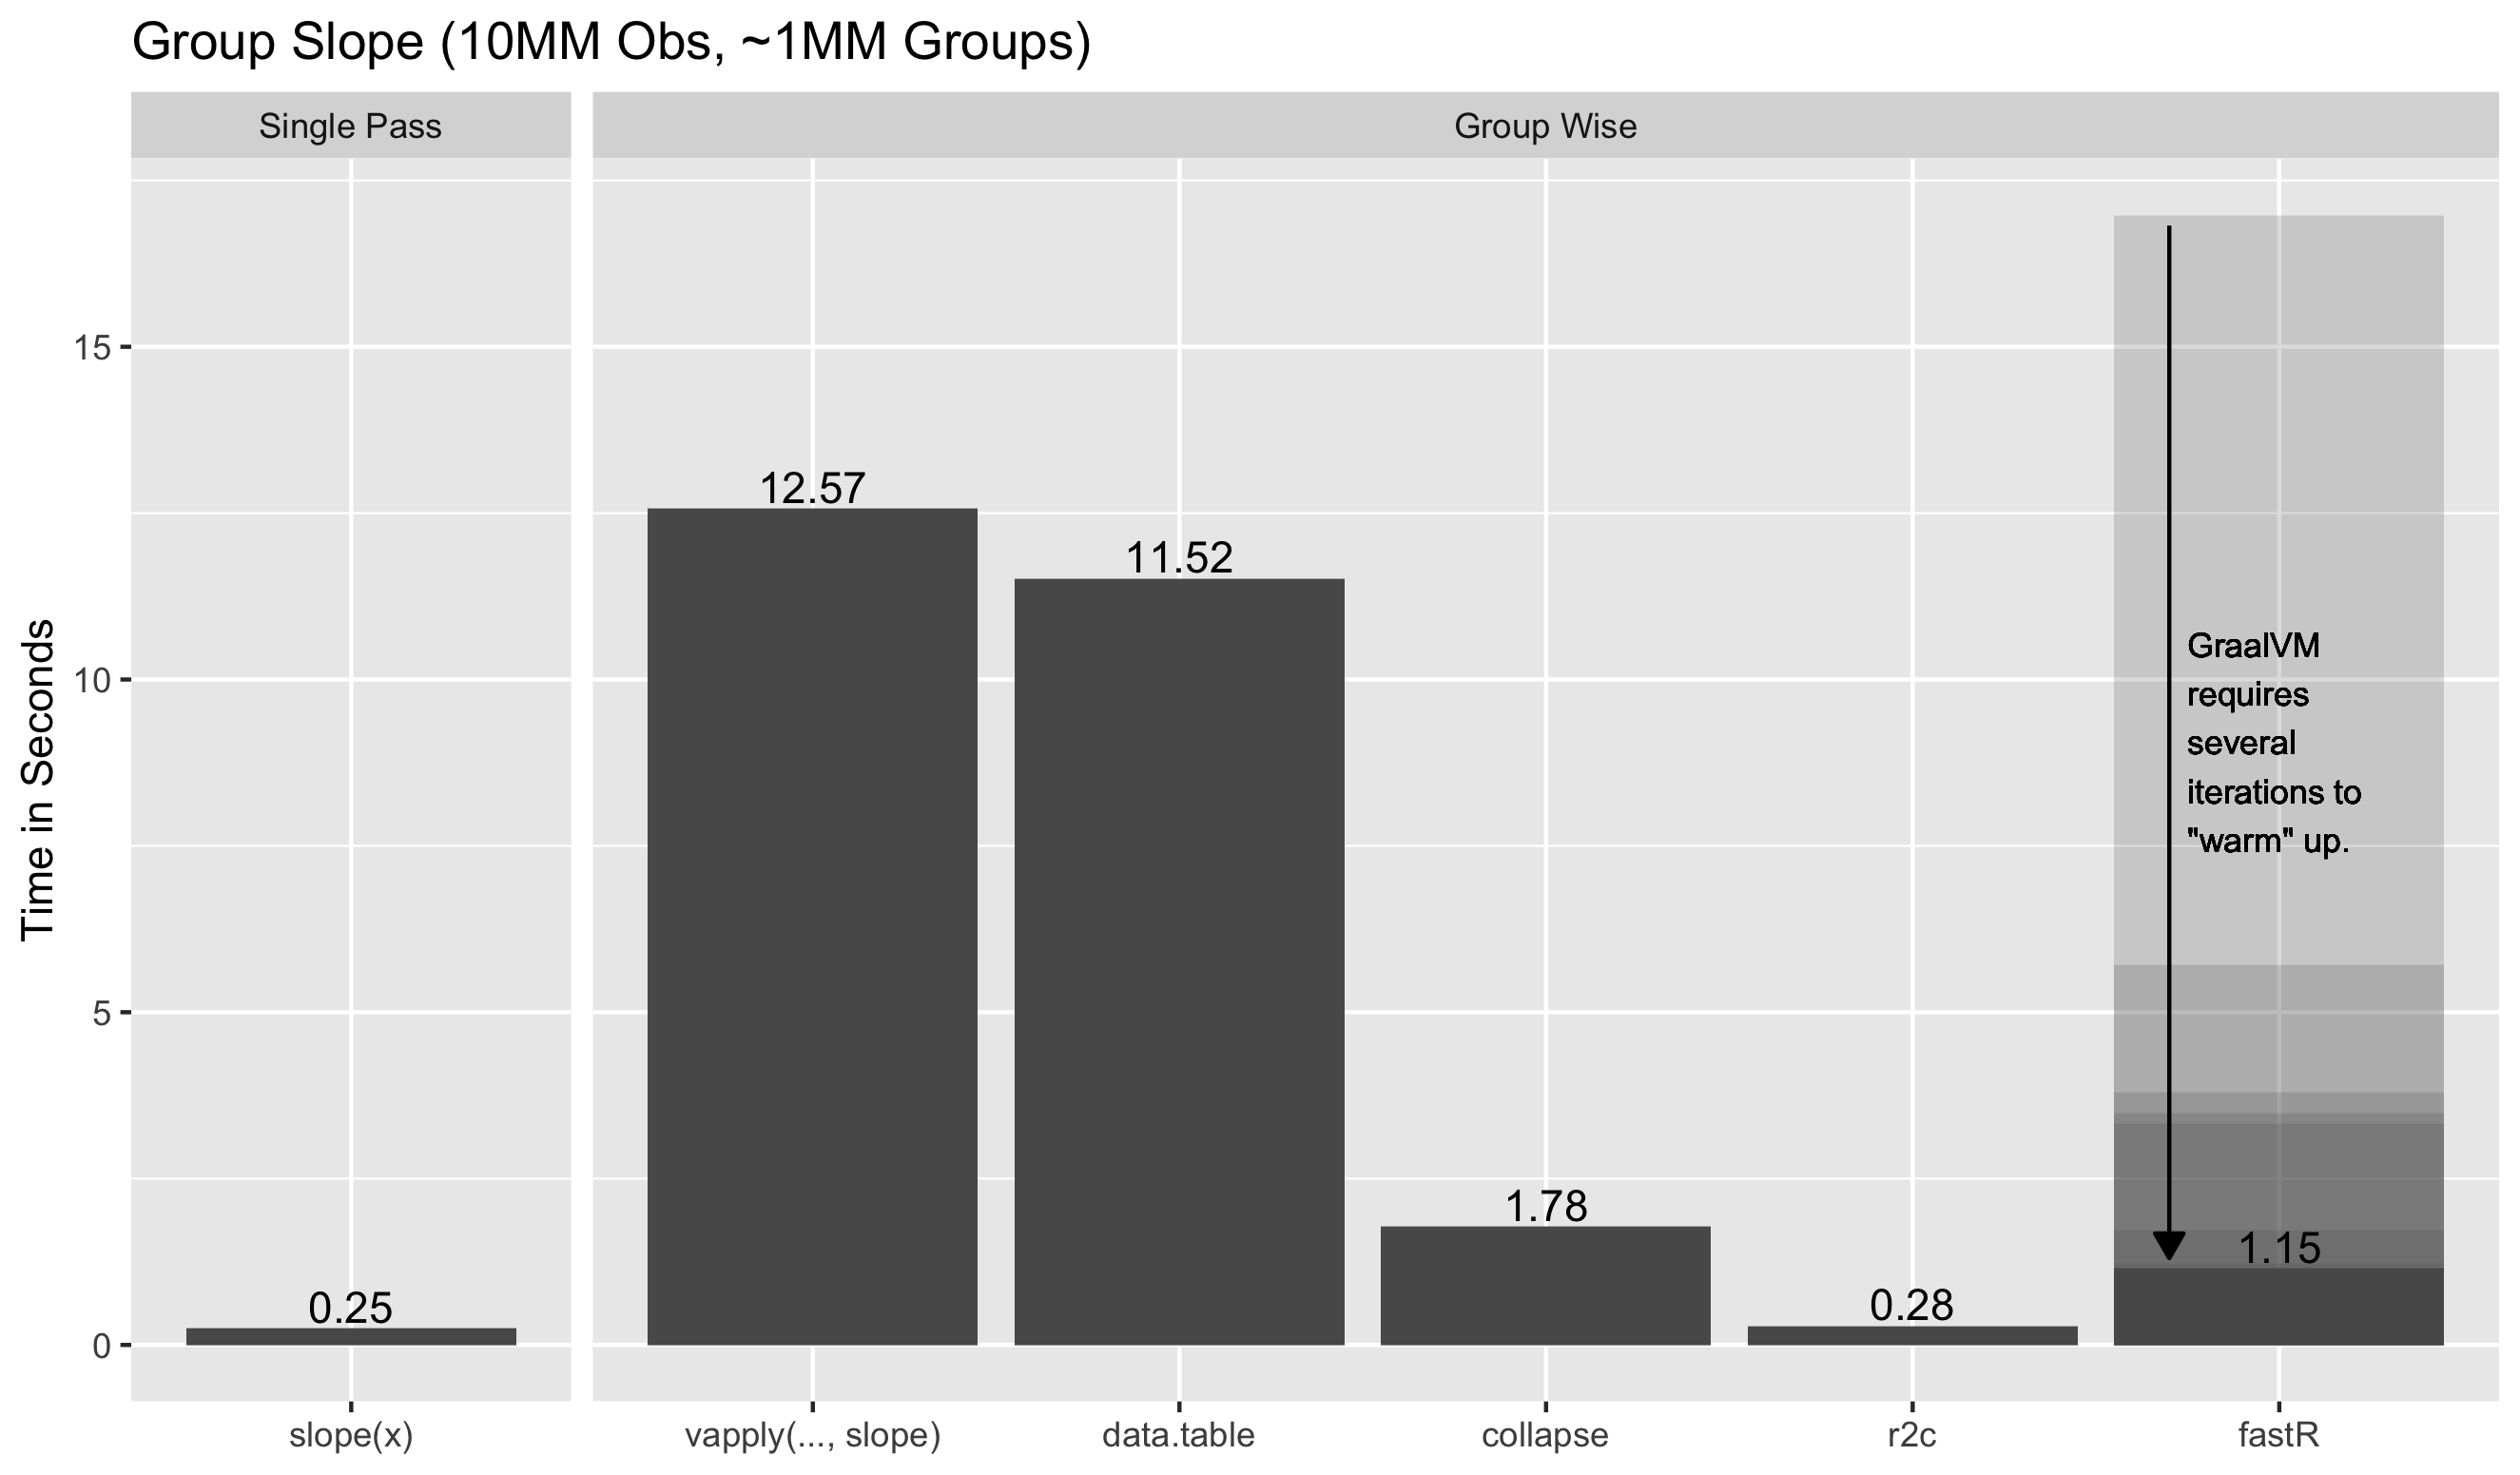 Group Slope (10MM Obs, ~1MM Groups)
Single Pass
Group Wise
Time in Seconds
15
10
5
0
0.25
12.57
11.52
1.78
0.28
1.15
GraalVM
requires
several
iterations to
"warm" up.
slope(x)
vapply(..., slope)
data.table
collapse
r2c
fastR